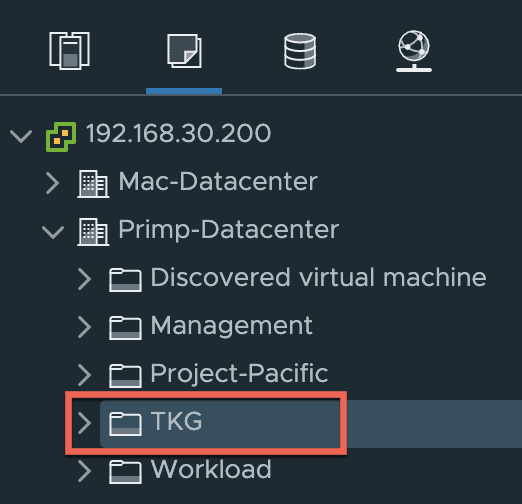 192.168.30.200
Mac-Datacenter
Primp-Datacenter
Discovered virtual machine
Management
Project-Pacific
TKG
Workload